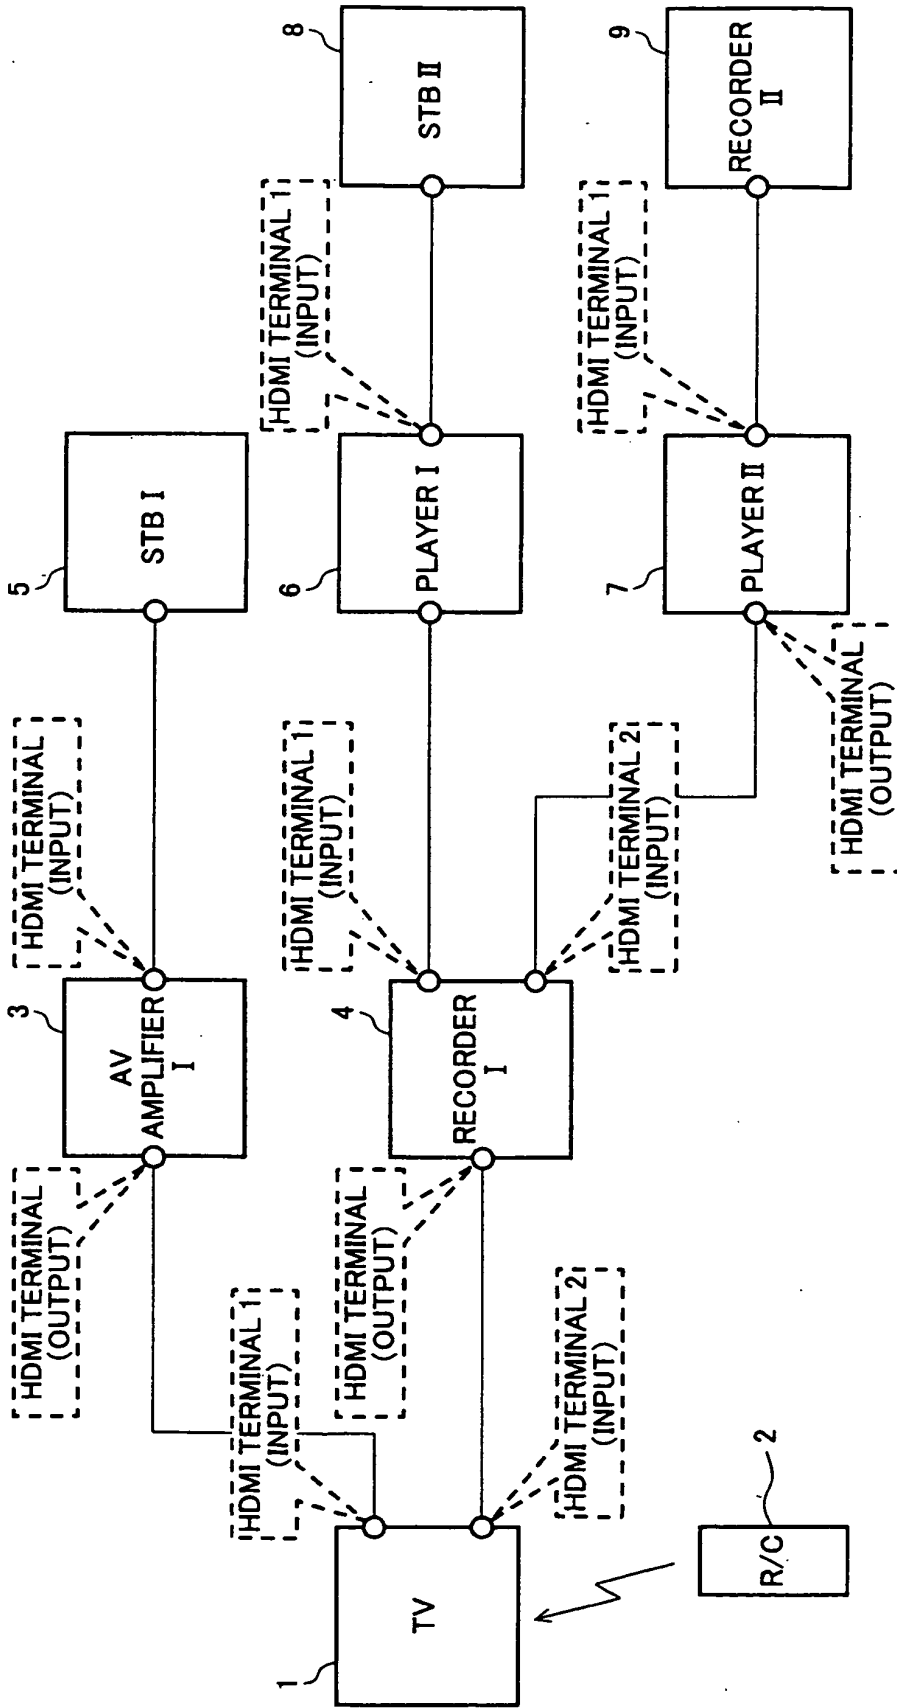 1
TV
2
R/C
HDMI TERMINAL 1
(INPUT)
HDMI TERMINAL 2
(INPUT)
HDMI TERMINAL
(OUTPUT)
3
AV
AMPLIFIER
I
HDMI TERMINAL
(INPUT)
5
STB I
HDMI TERMINAL
(OUTPUT)
4
RECORDER
I
HDMI TERMINAL 1
(INPUT)
HDMI TERMINAL 2
(INPUT)
6
PLAYER I
HDMI TERMINAL 1
(INPUT)
8
STB II
HDMI TERMINAL
(OUTPUT)
7
PLAYER II
HDMI TERMINAL 1
(INPUT)
9
RECORDER
II